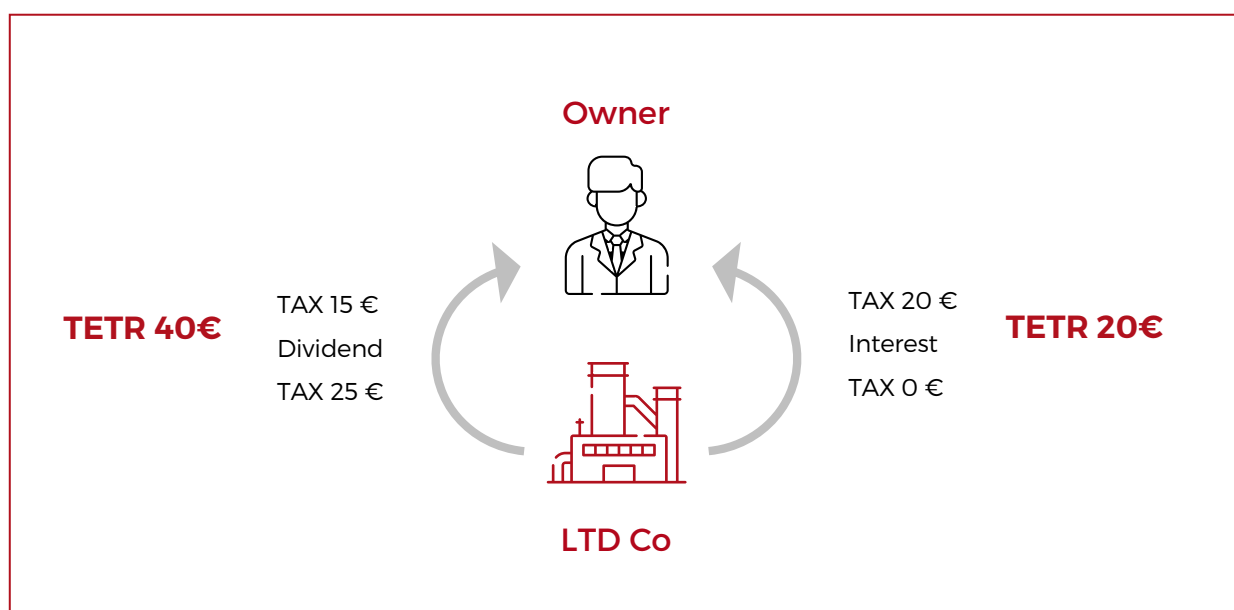 Owner
TETR 40€
TAX 15 €
Dividend
TAX 25 €
TAX 20 €
Interest
TAX 0 €
TETR 20€
LTD Co